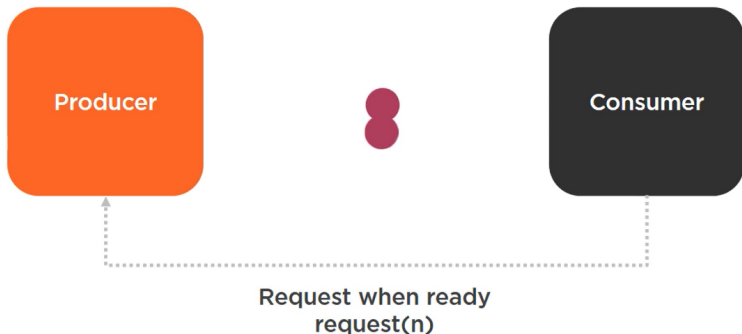 Producer
Consumer
Request when ready
request(n)